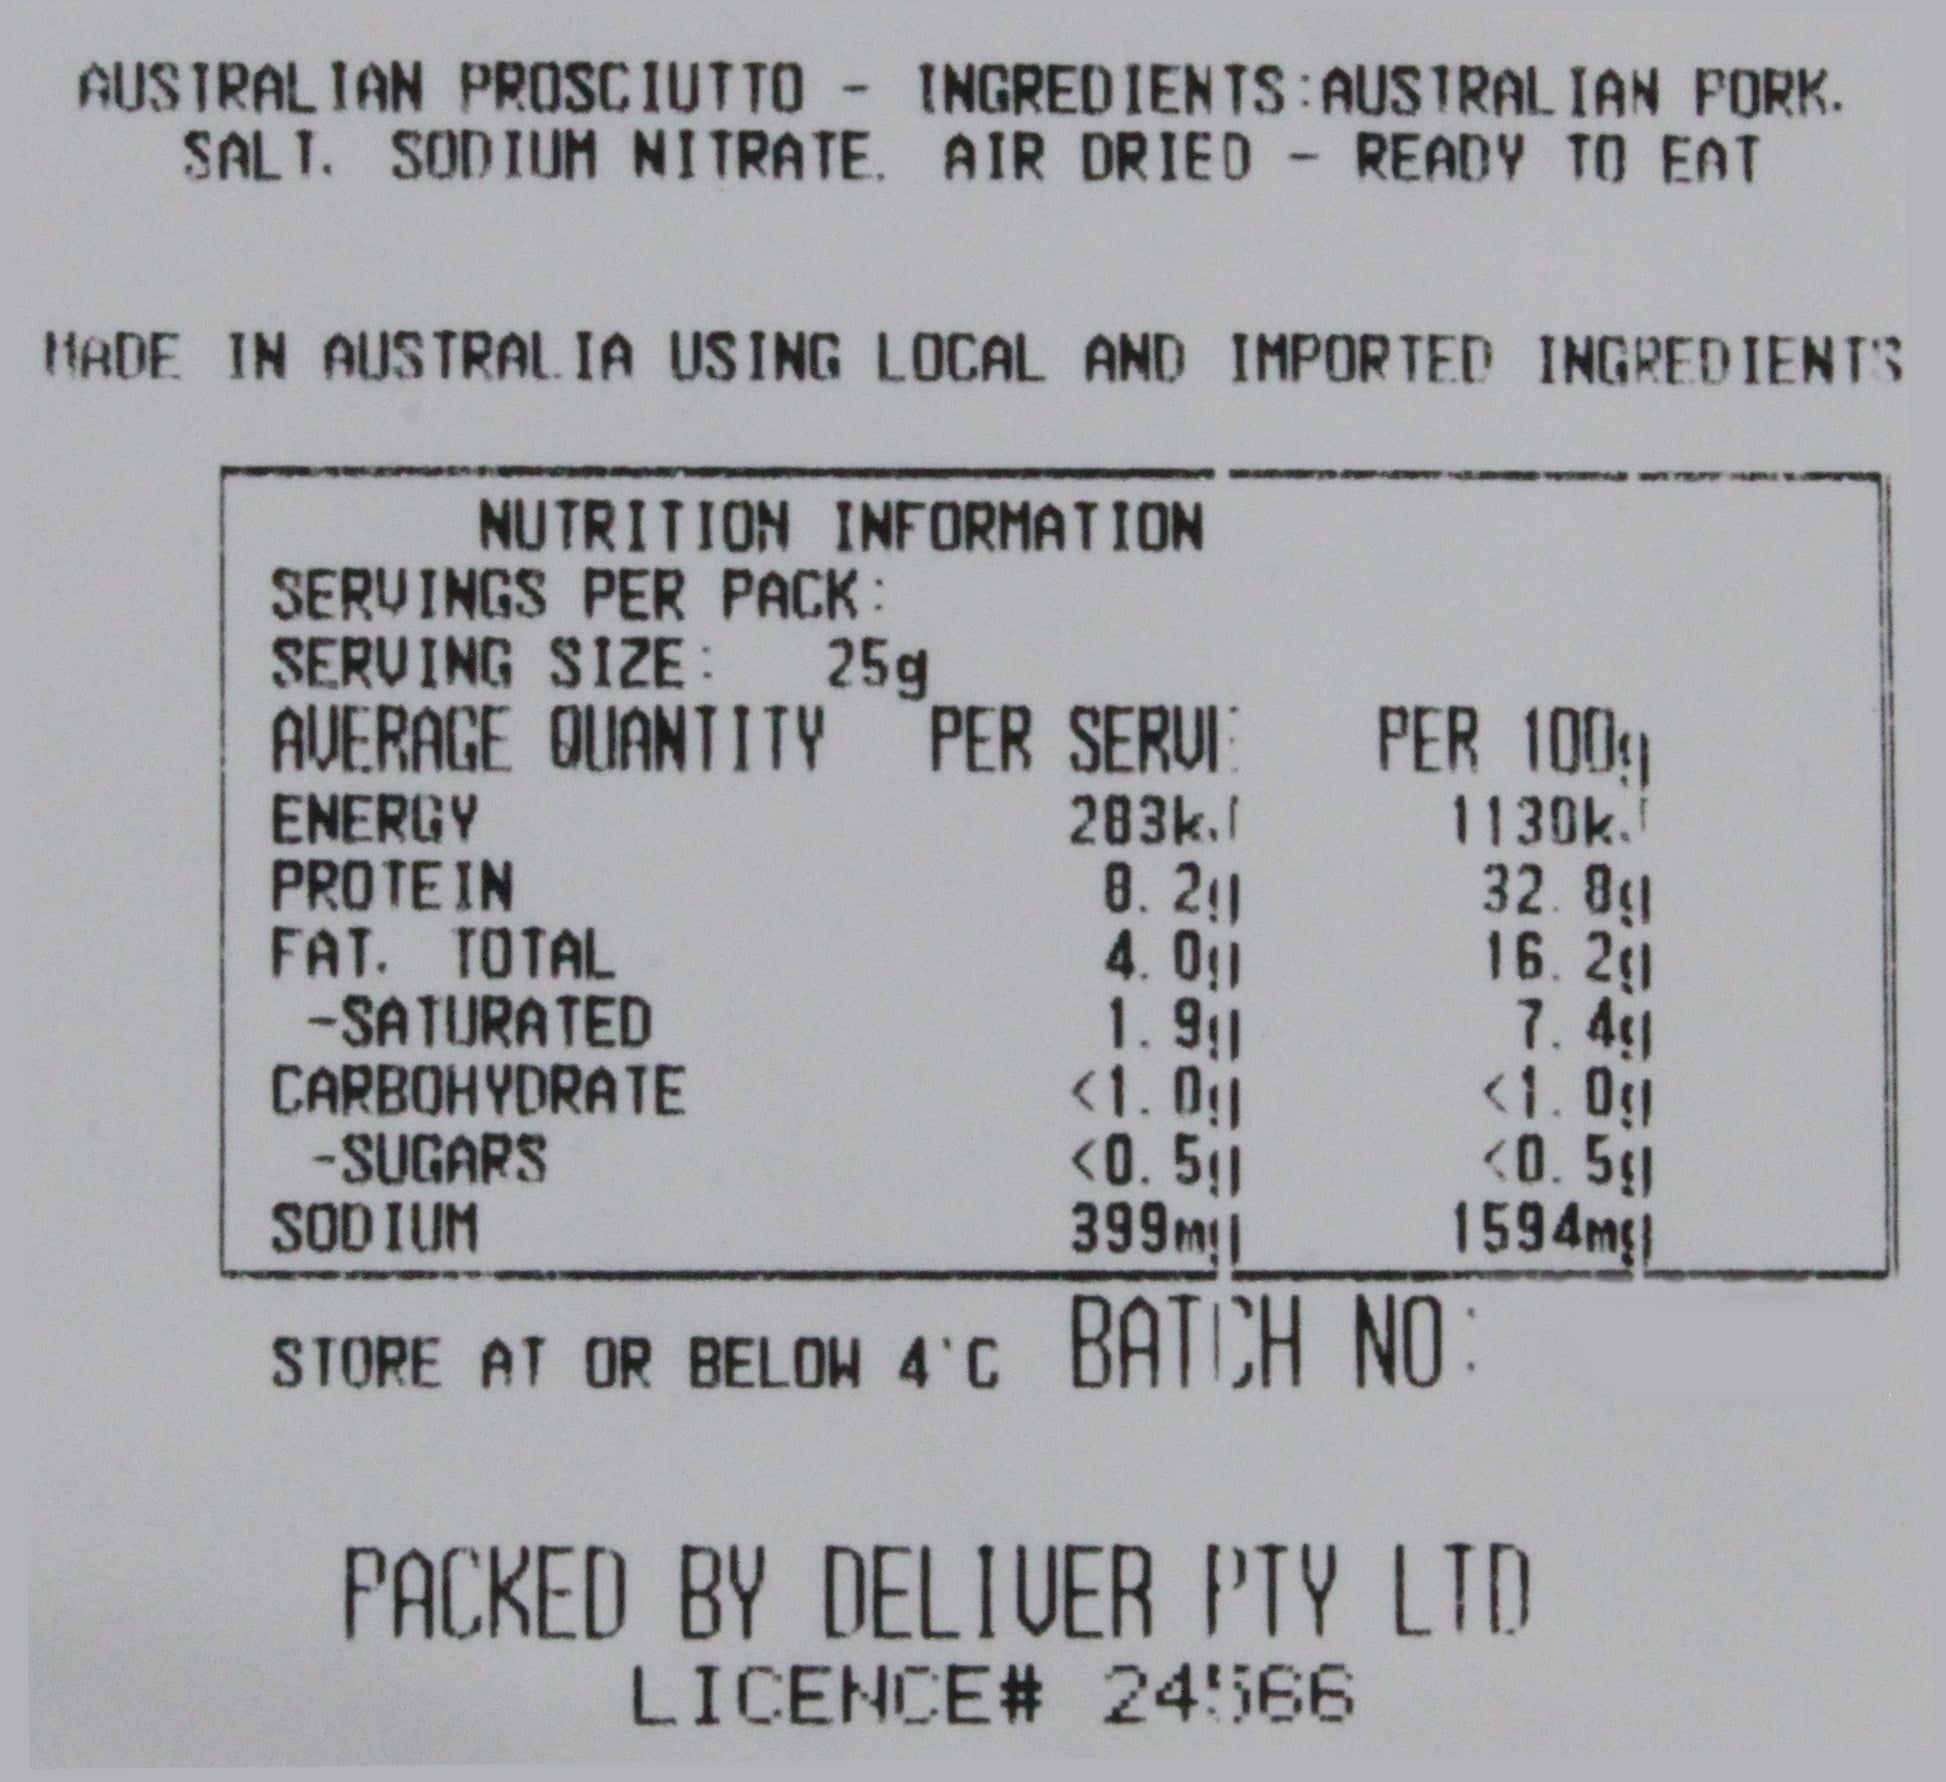 AUSTRALIAN PROSCIUTTO - INGREDIENTS:AUSTRALIAN PORK.
SALT. SODIUM NITRATE. AIR DRIED - READY TO EAT
MADE IN AUSTRALIA USING LOCAL AND IMPORTED INGREDIENTS
NUTRITION INFORMATION
SERVINGS PER PACK:
SERVING SIZE: 25g
AVERAGE QUANTITY PER SERVE PER 100g
ENERGY 283kJ 1130kJ
PROTEIN 8.2g 32.8g
FAT. TOTAL 4.0g 16.2g
-SATURATED 1.9g 7.4g
CARBOHYDRATE <1.0g <1.0g
-SUGARS <0.5g <0.5g
SODIUM 399mg 1594mg
STORE AT OR BELOW 4'C BATCH NO:
PACKED BY DELIVER PTY LTD
LICENCE# 24566